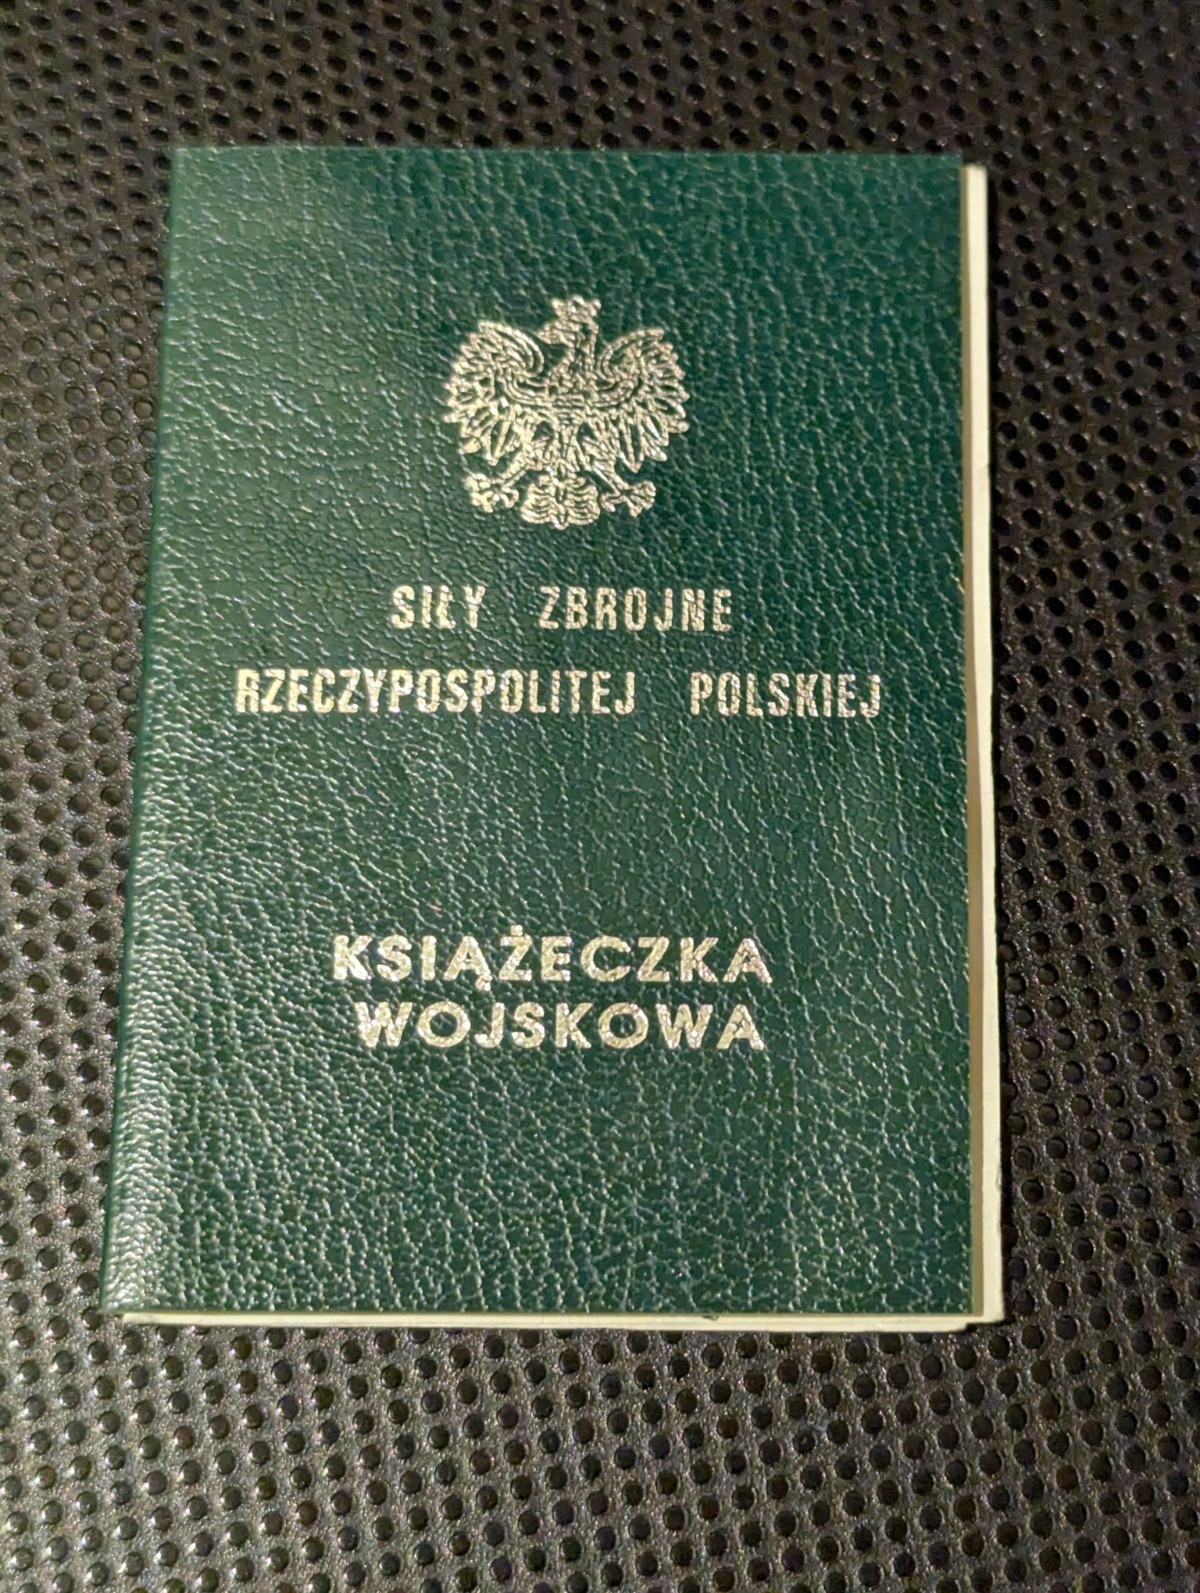 SIŁY ZBROJNE
RZECZYPOSPOLITEJ POLSKIEJ
KSIĄŻECZKA
WOJSKOWA